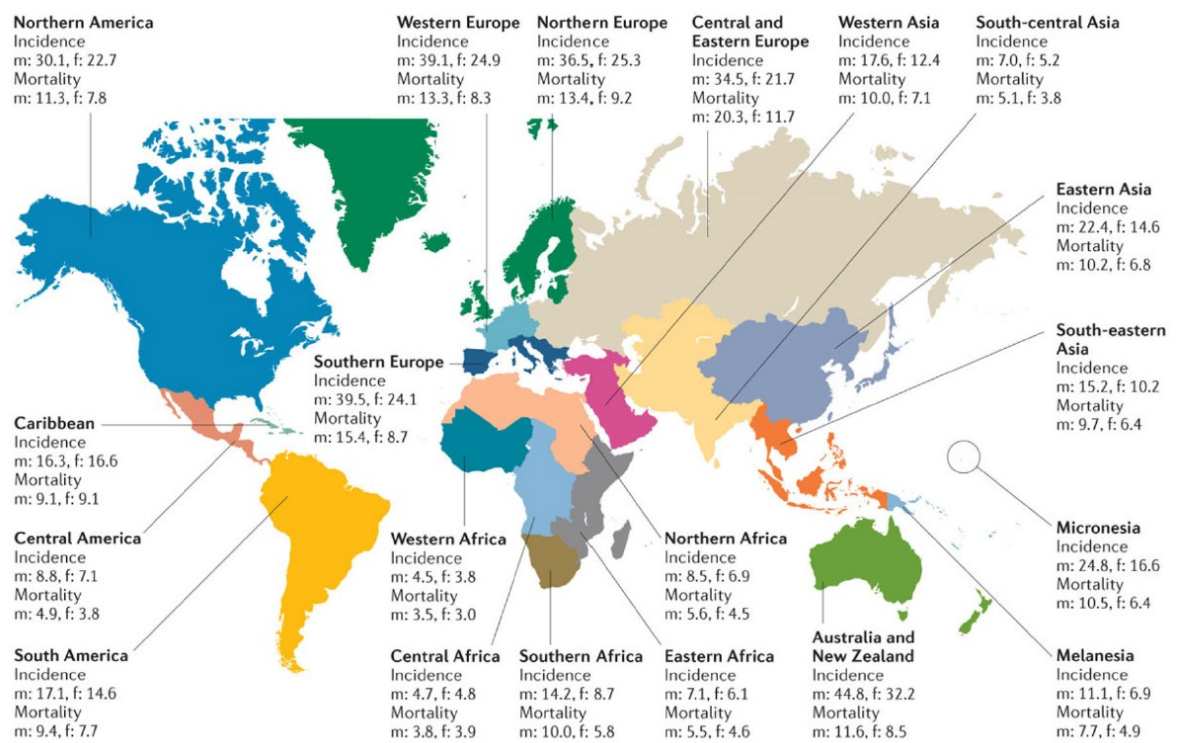 Northern America
Incidence
m: 30.1, f: 22.7
Mortality
m: 11.3, f: 7.8
Western Europe
Incidence
m: 39.1, f: 24.9
Mortality
m: 13.3, f: 8.3
Northern Europe
Incidence
m: 36.5, f: 25.3
Mortality
m: 13.4, f: 9.2
Central and
Eastern Europe
Incidence
m: 34.5, f: 21.7
Mortality
m: 20.3, f: 11.7
Western Asia
Incidence
m: 17.6, f: 12.4
Mortality
m: 10.0, f: 7.1
South-central Asia
Incidence
m: 7.0, f: 5.2
Mortality
m: 5.1, f: 3.8
Eastern Asia
Incidence
m: 22.4, f: 14.6
Mortality
m: 10.2, f: 6.8
South-eastern
Asia
Incidence
m: 15.2, f: 10.2
Mortality
m: 9.7, f: 6.4
Southern Europe
Incidence
m: 39.5, f: 24.1
Mortality
m: 15.4, f: 8.7
Caribbean
Incidence
m: 16.3, f: 16.6
Mortality
m: 9.1, f: 9.1
Central America
Incidence
m: 8.8, f: 7.1
Mortality
m: 4.9, f: 3.8
Western Africa
Incidence
m: 4.5, f: 3.8
Mortality
m: 3.5, f: 3.0
Northern Africa
Incidence
m: 8.5, f: 6.9
Mortality
m: 5.6, f: 4.5
Micronesia
Incidence
m: 24.8, f: 16.6
Mortality
m: 10.5, f: 6.4
South America
Incidence
m: 17.1, f: 14.6
Mortality
m: 9.4, f: 7.7
Central Africa
Incidence
m: 4.7, f: 4.8
Mortality
m: 3.8, f: 3.9
Southern Africa
Incidence
m: 14.2, f: 8.7
Mortality
m: 10.0, f: 5.8
Eastern Africa
Incidence
m: 7.1, f: 6.1
Mortality
m: 5.5, f: 4.6
Australia and
New Zealand
Incidence
m: 44.8, f: 32.2
Mortality
m: 11.6, f: 8.5
Melanesia
Incidence
m: 11.1, f: 6.9
Mortality
m: 7.7, f: 4.9